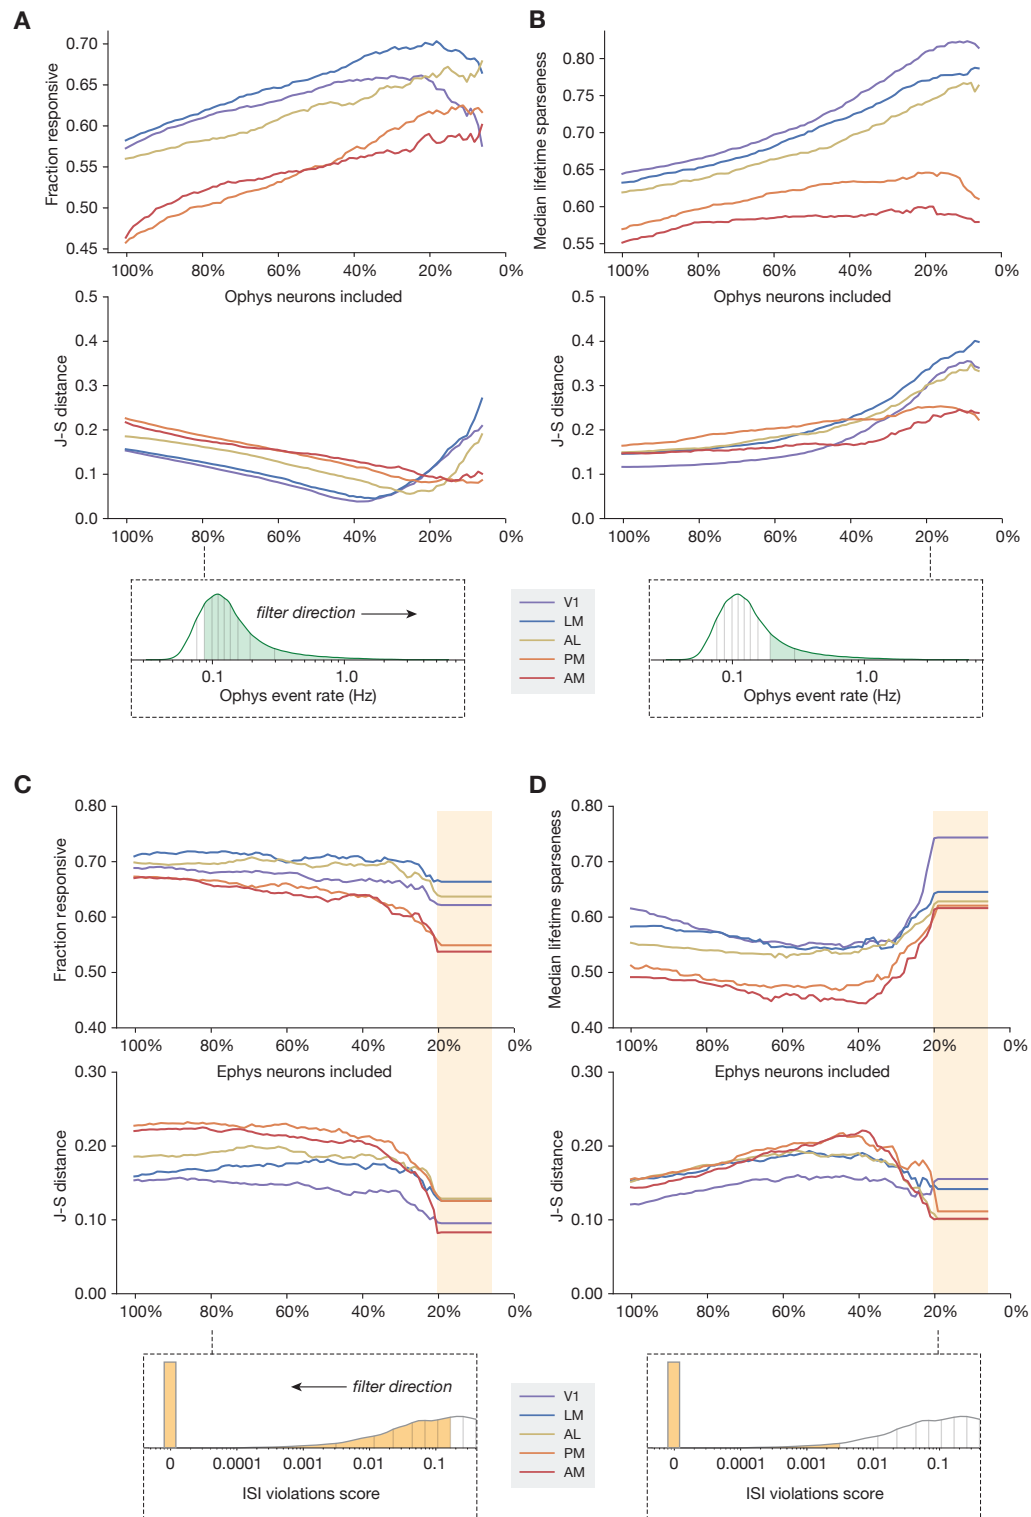 A
Fraction responsive
0.70
0.65
0.60
0.55
0.50
0.45
100% 80% 60% 40% 20% 0%
Ophys neurons included
J-S distance
0.5
0.4
0.3
0.2
0.1
0.0
100% 80% 60% 40% 20% 0%
filter direction
0.1 1.0
Ophys event rate (Hz)
B
Median lifetime sparseness
0.80
0.75
0.70
0.65
0.60
0.55
100% 80% 60% 40% 20% 0%
Ophys neurons included
J-S distance
0.5
0.4
0.3
0.2
0.1
0.0
100% 80% 60% 40% 20% 0%
0.1 1.0
Ophys event rate (Hz)
V1
LM
AL
PM
AM
C
Fraction responsive
0.80
0.70
0.60
0.50
0.40
100% 80% 60% 40% 20% 0%
Ephys neurons included
J-S distance
0.30
0.20
0.10
0.00
100% 80% 60% 40% 20% 0%
filter direction
0 0.0001 0.001 0.01 0.1
ISI violations score
D
Median lifetime sparseness
0.80
0.70
0.60
0.50
0.40
100% 80% 60% 40% 20% 0%
Ephys neurons included
J-S distance
0.30
0.20
0.10
0.00
100% 80% 60% 40% 20% 0%
0 0.0001 0.001 0.01 0.1
ISI violations score
V1
LM
AL
PM
AM